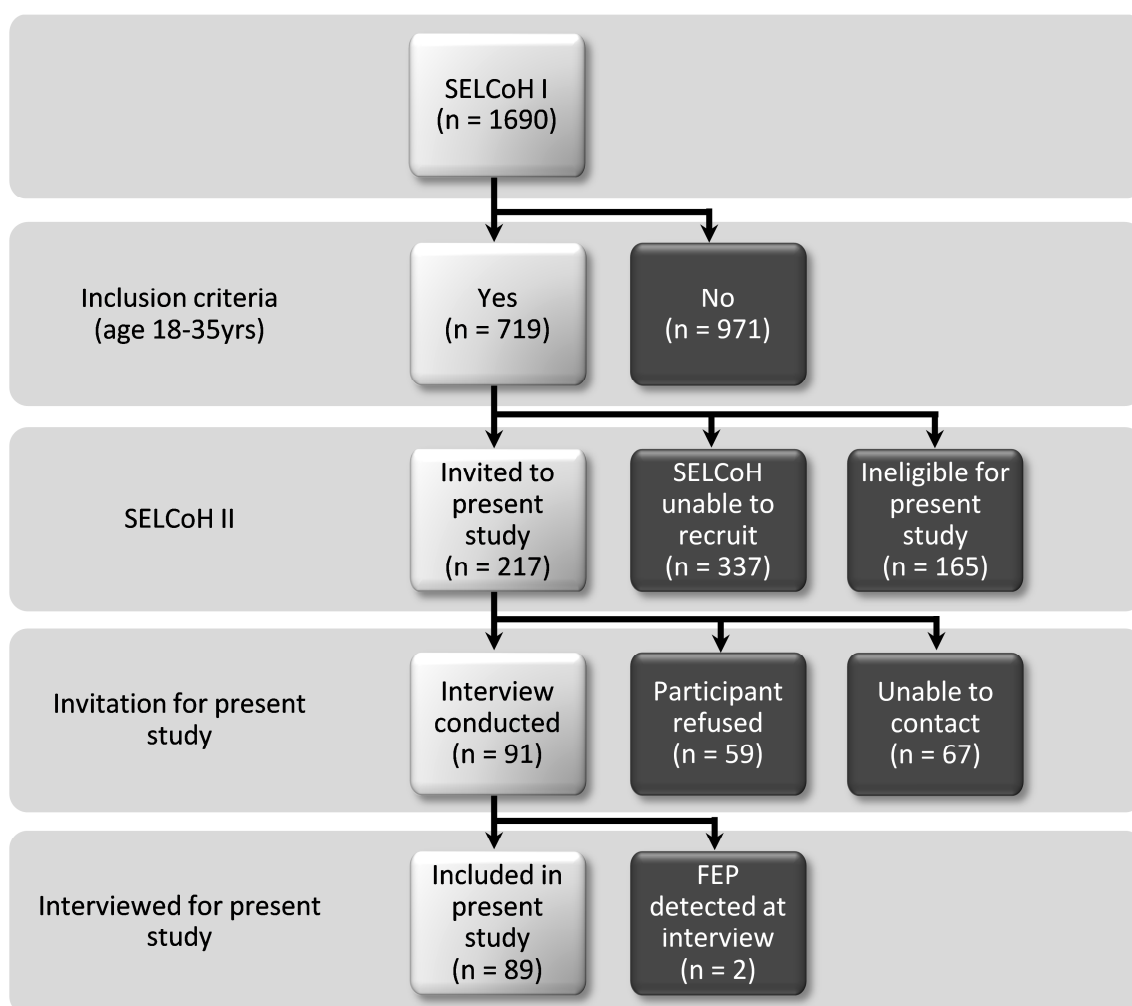 SELCoH I
(n = 1690)
Inclusion criteria
(age 18-35yrs)
Yes
(n = 719)
No
(n = 971)
SELCoH II
Invited to
present
study
(n = 217)
SELCoH
unable to
recruit
(n = 337)
Ineligible for
present
study
(n = 165)
Invitation for present
study
Interview
conducted
(n = 91)
Participant
refused
(n = 59)
Unable to
contact
(n = 67)
Interviewed for present
study
Included in
present
study
(n = 89)
FEP
detected at
interview
(n = 2)